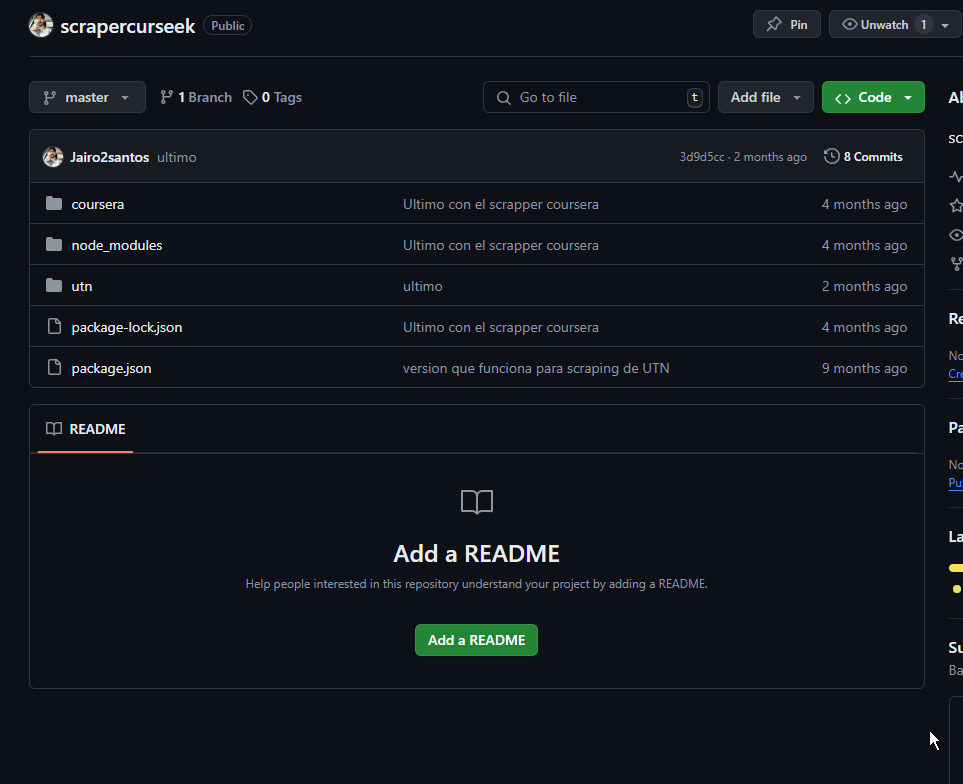 scrapercurseek Public Pin Unwatch 1
master 1 Branch 0 Tags Go to file t Add file Code
Jairo2santos ultimo 3d9d5cc · 2 months ago 8 Commits
coursera Ultimo con el scrapper coursera 4 months ago
node_modules Ultimo con el scrapper coursera 4 months ago
utn ultimo 2 months ago
package-lock.json Ultimo con el scrapper coursera 4 months ago
package.json version que funciona para scraping de UTN 9 months ago
README
Add a README
Help people interested in this repository understand your project by adding a README.
Add a README
Ab
sc
Re
No
Cre
Pa
No
Pu
La
Su
Ba